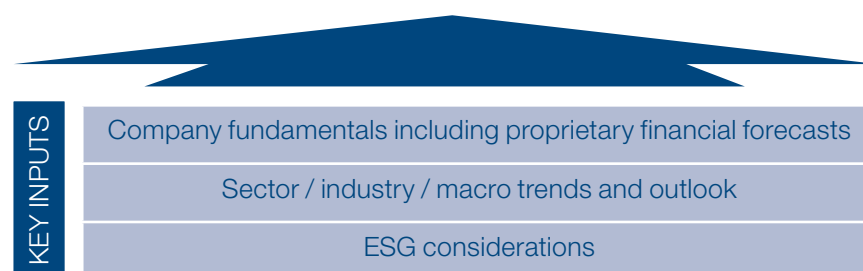 KEY INPUTS
Company fundamentals including proprietary financial forecasts
Sector / industry / macro trends and outlook
ESG considerations